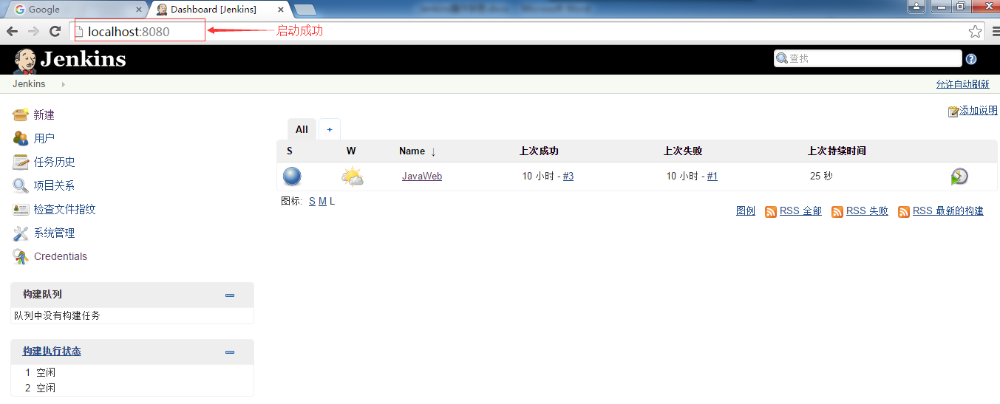 Google
Dashboard [Jenkins]
localhost:8080
启动成功
Jenkins
查找
Jenkins
允许自动刷新
新建
用户
任务历史
项目关系
检查文件指纹
系统管理
Credentials
添加说明
All +
S W Name ↓ 上次成功 上次失败 上次持续时间
JavaWeb 10 小时 - #3 10 小时 - #1 25 秒
图标: S M L
图例 RSS 全部 RSS 失败 RSS 最新的构建
构建队列
队列中没有构建任务
构建执行状态
1 空闲
2 空闲